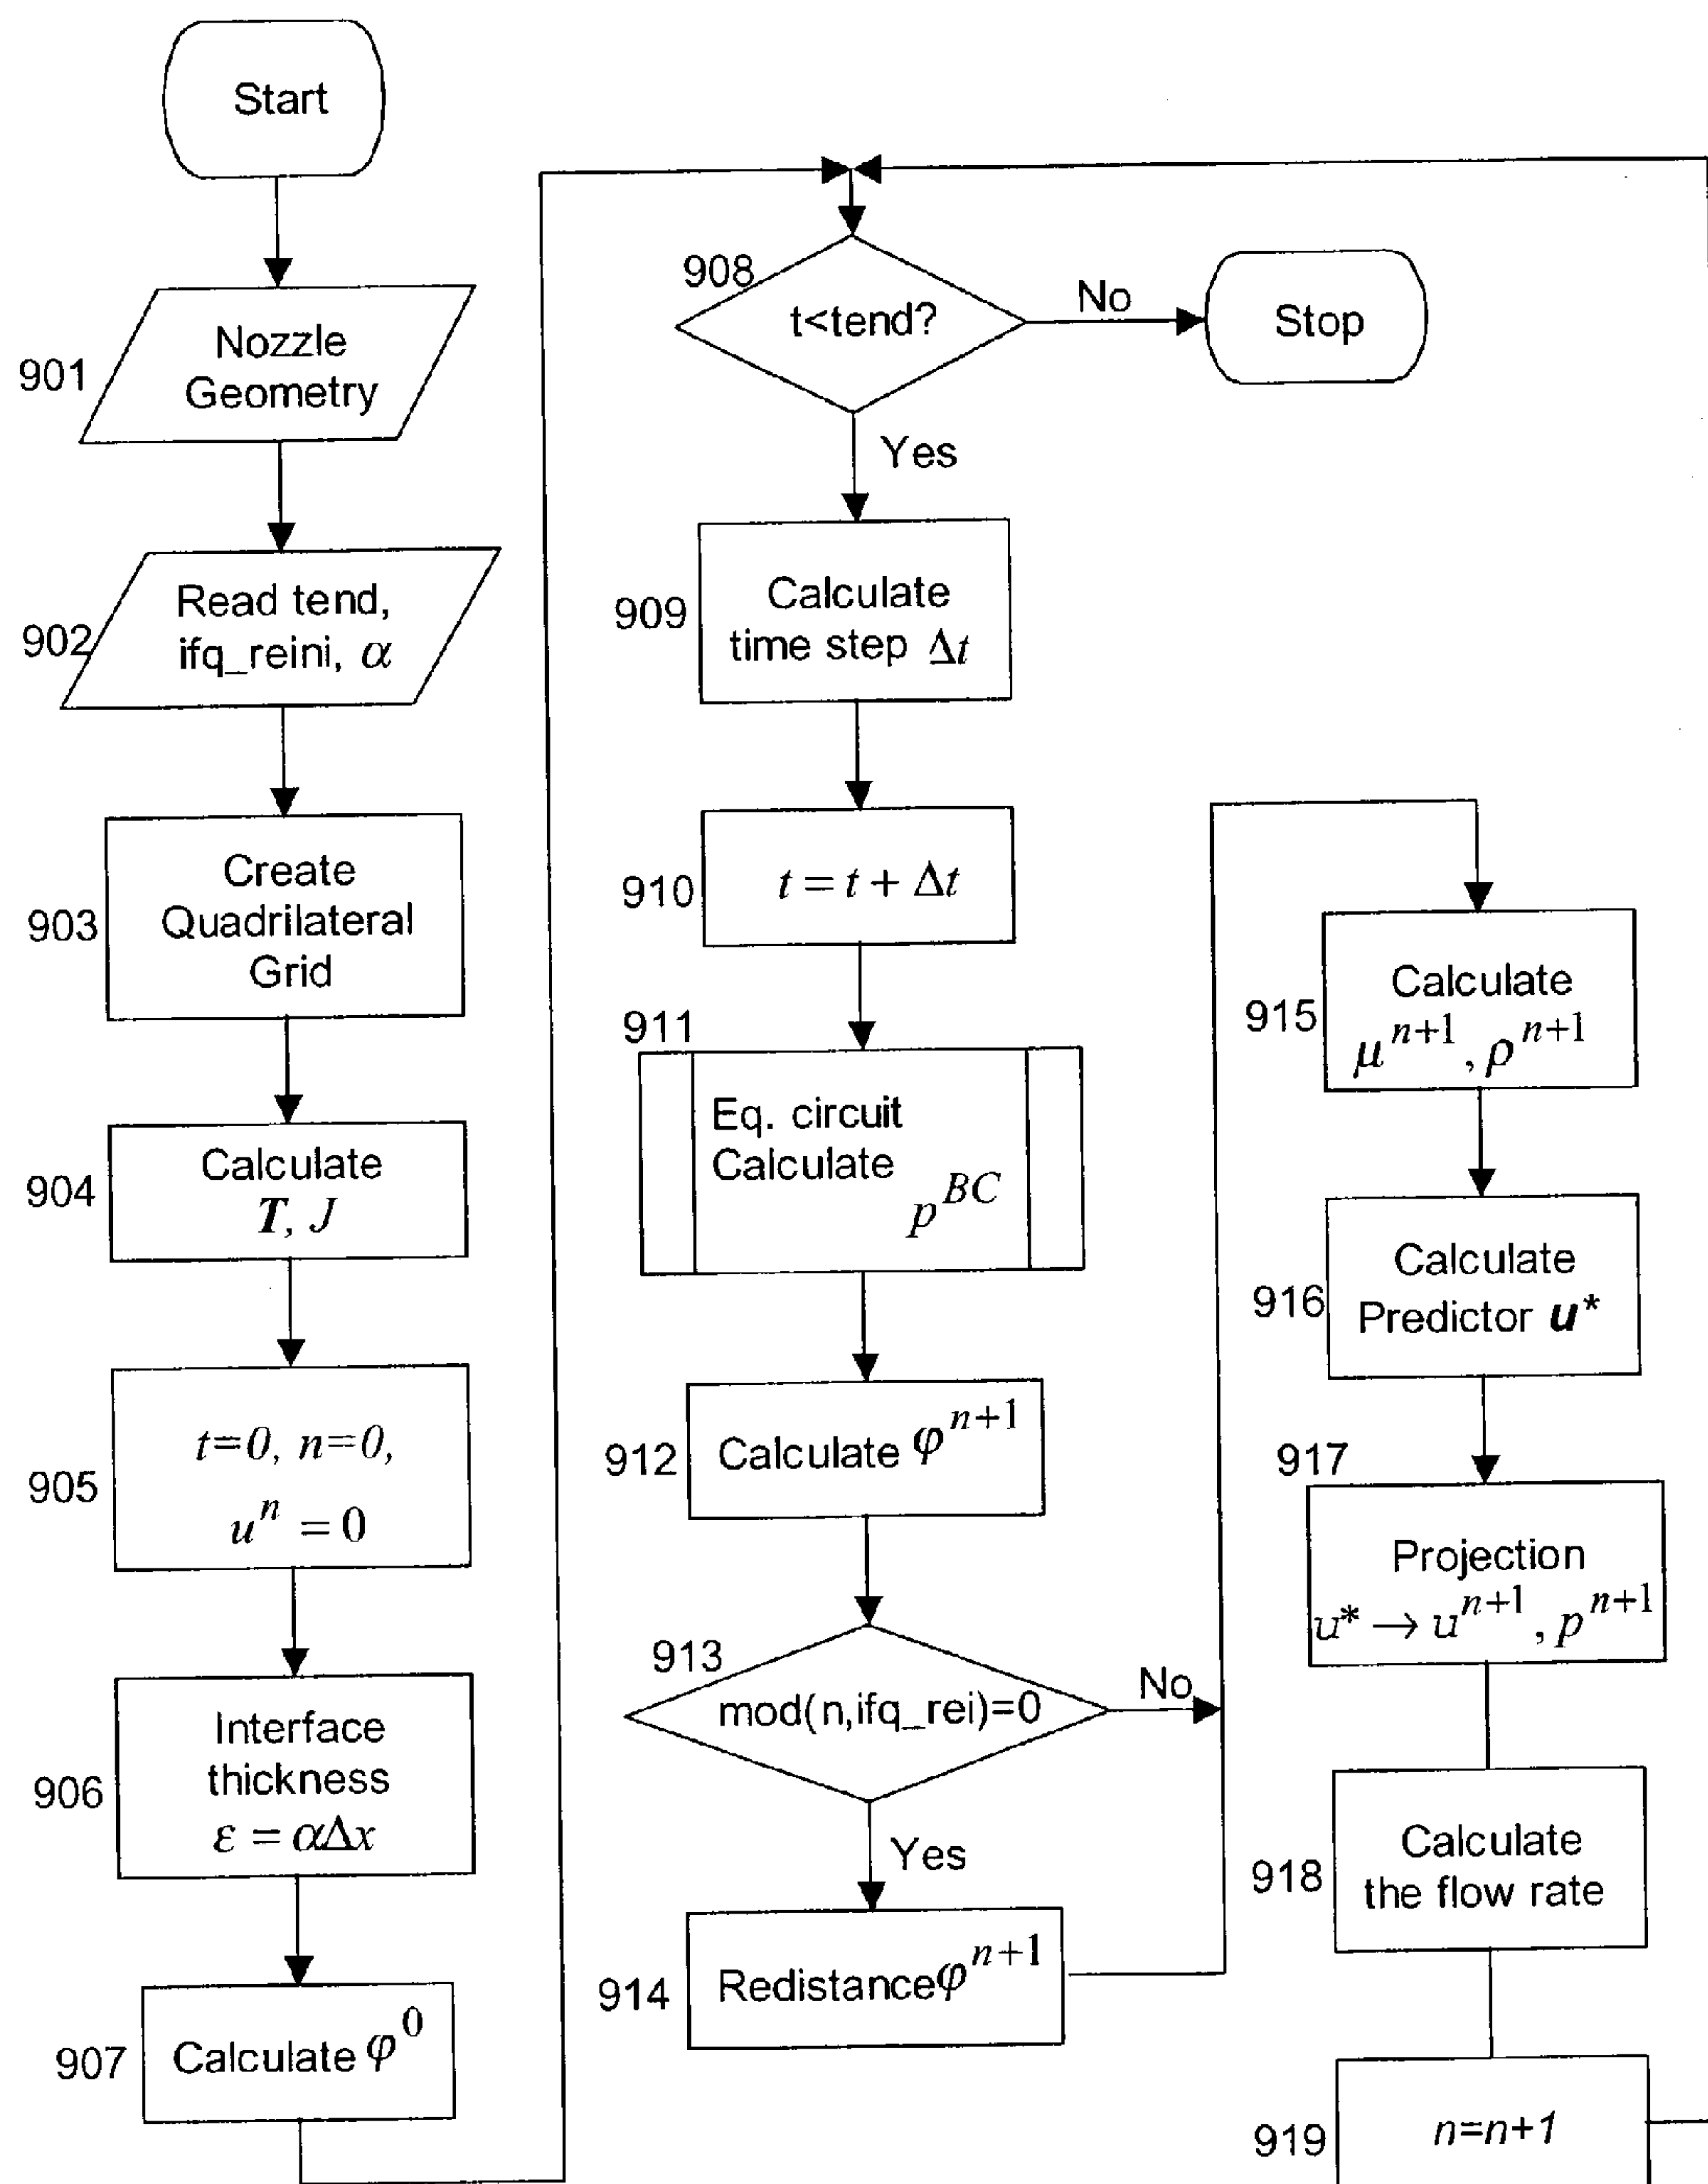 Start
901
Nozzle
Geometry
902
Read tend,
ifq_reini, α
903
Create
Quadrilateral
Grid
904
Calculate
T, J
905
t=0, n=0,
uⁿ = 0
906
Interface
thickness
ε = αΔx
907
Calculate φ⁰
908
t<tend?
No
Stop
Yes
909
Calculate
time step Δt
910
t = t + Δt
911
Eq. circuit
Calculate
p^{BC}
912
Calculate φ^{n+1}
913
mod(n,ifq_rei)=0
No
Yes
914
Redistance φ^{n+1}
915
Calculate
μ^{n+1}, ρ^{n+1}
916
Calculate
Predictor u*
917
Projection
u* → u^{n+1}, p^{n+1}
918
Calculate
the flow rate
919
n=n+1